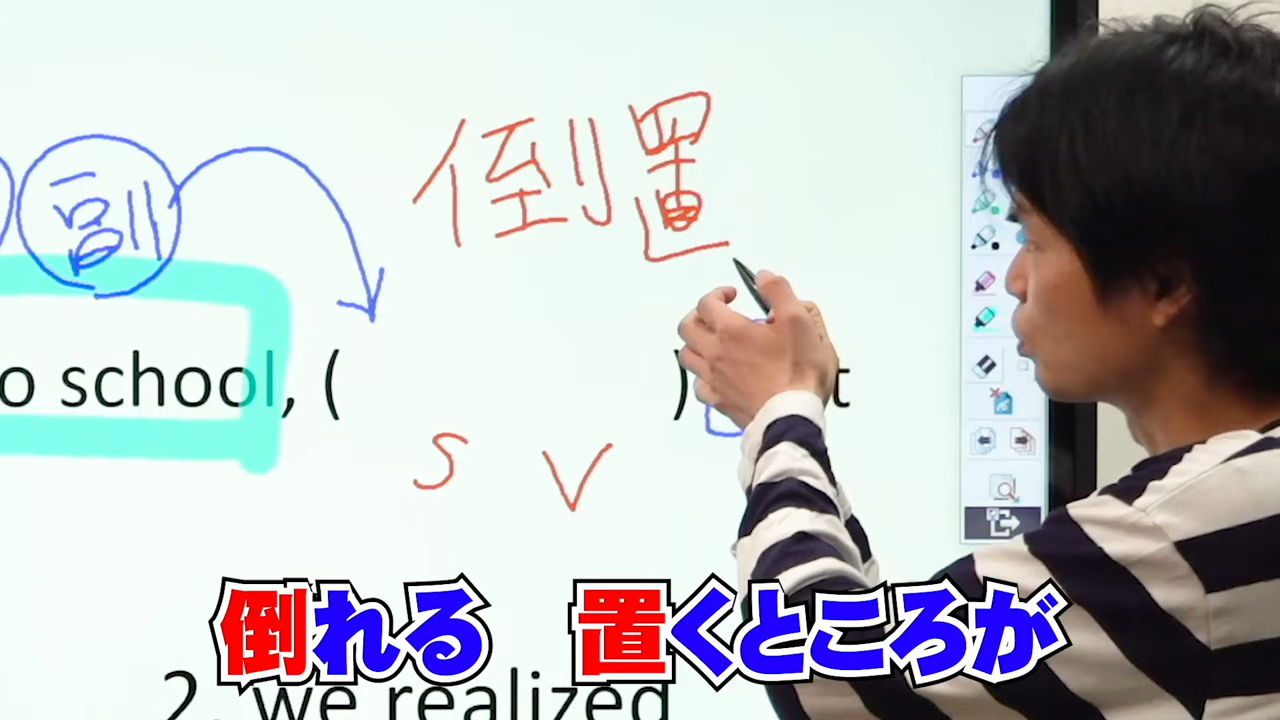 倒置
副
o school, ( )
S V
倒れる 置くところが
2. we realized